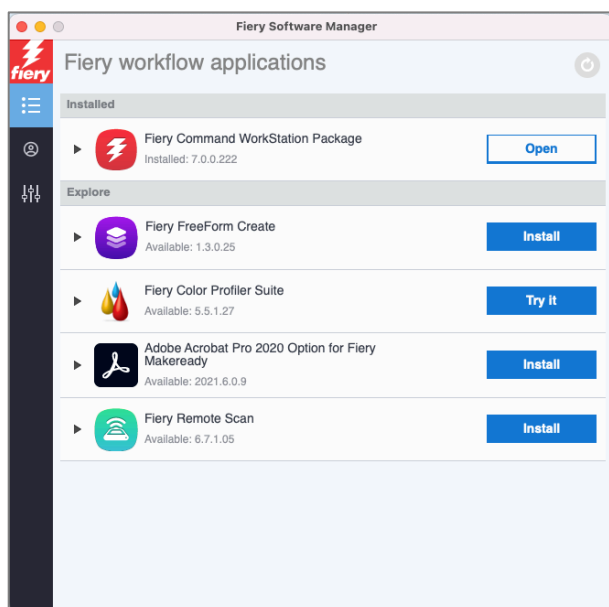 Fiery Software Manager
fiery
Fiery workflow applications
Installed
Fiery Command WorkStation Package
Installed: 7.0.0.222
Open
Explore
Fiery FreeForm Create
Available: 1.3.0.25
Install
Fiery Color Profiler Suite
Available: 5.5.1.27
Try it
Adobe Acrobat Pro 2020 Option for Fiery
Makeready
Available: 2021.6.0.9
Install
Fiery Remote Scan
Available: 6.7.1.05
Install